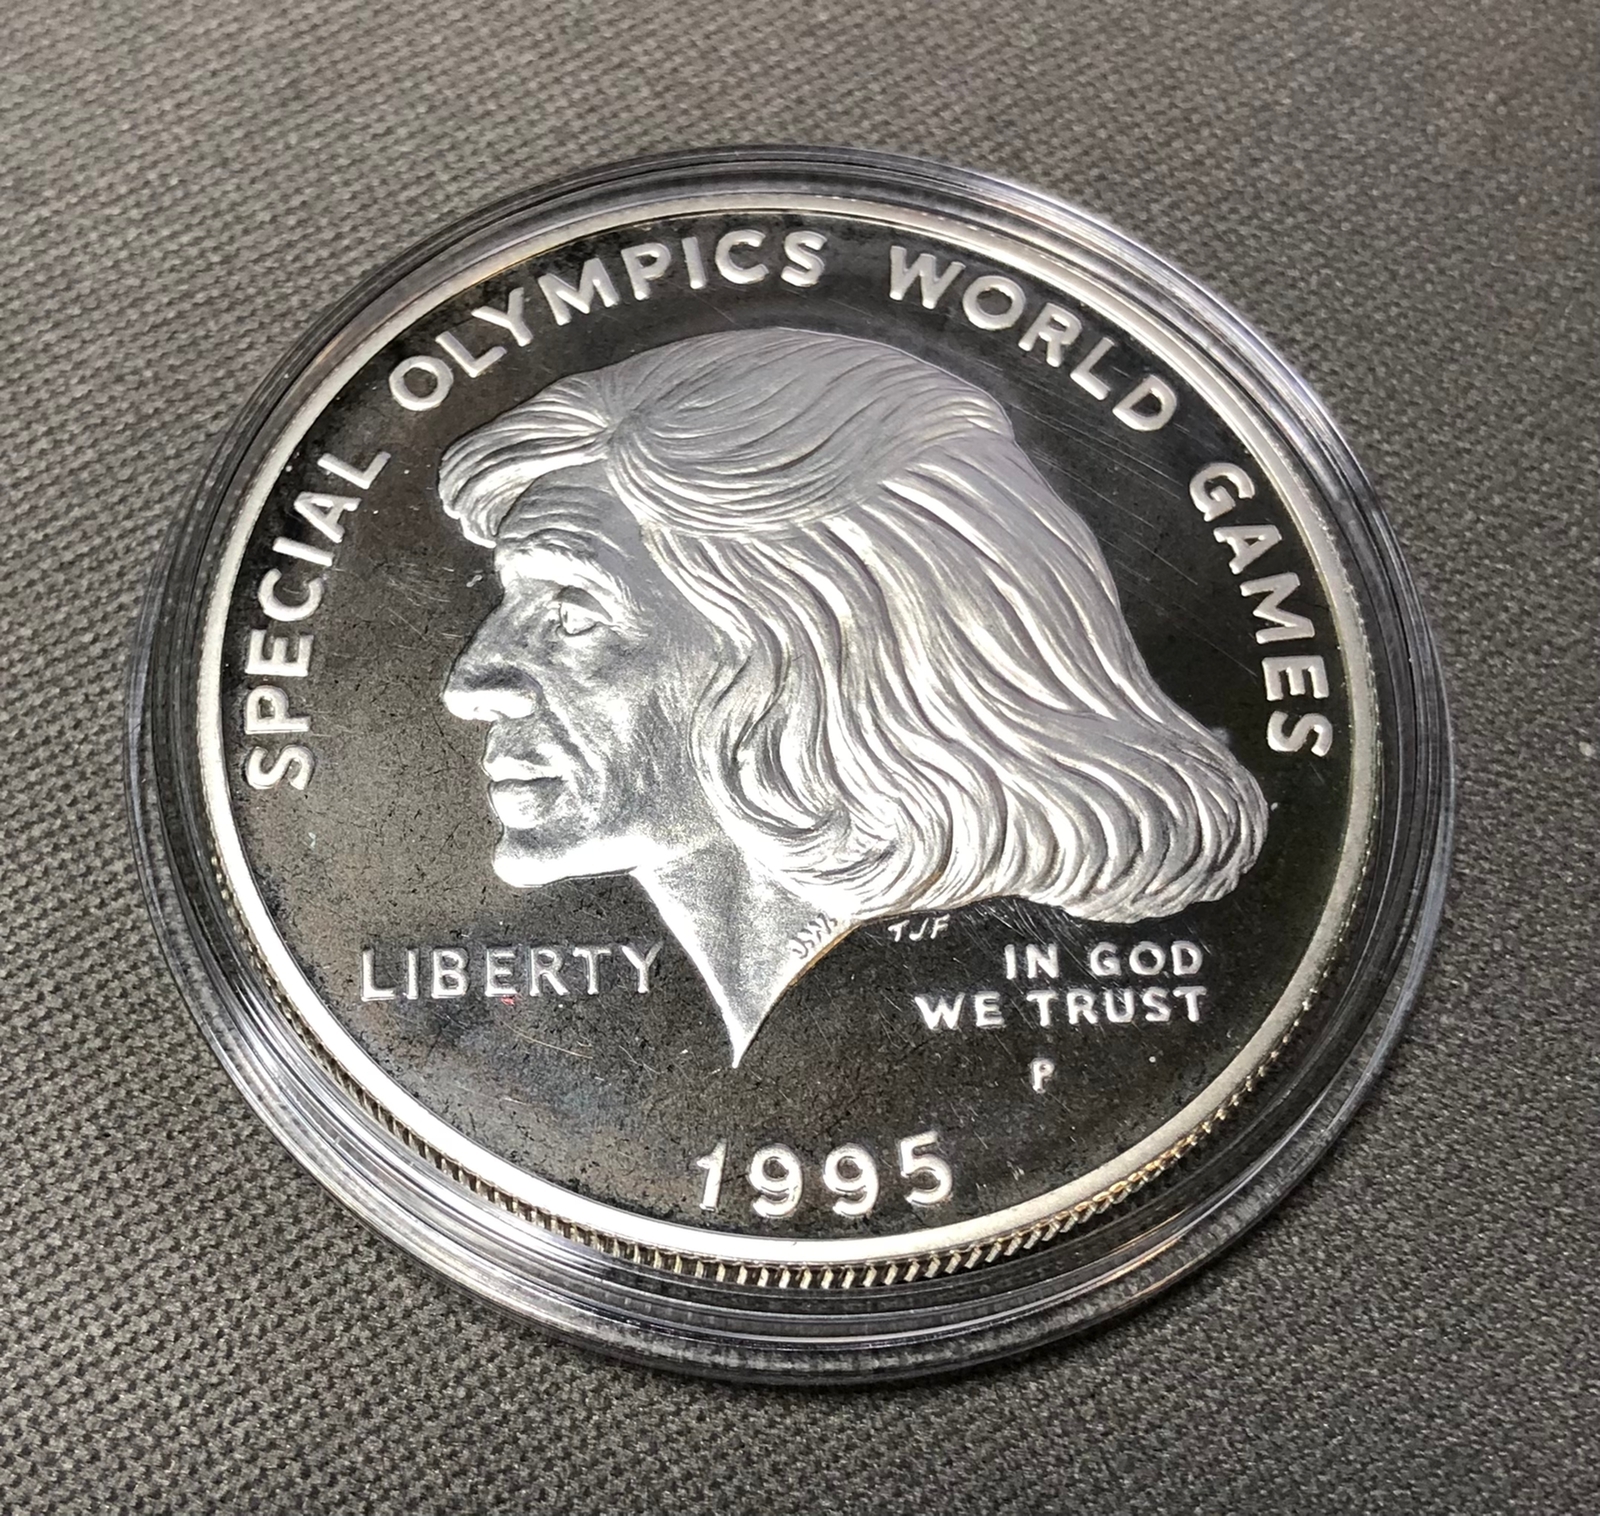 SPECIAL OLYMPICS WORLD GAMES
LIBERTY
TJF
IN GOD
WE TRUST
P
1995